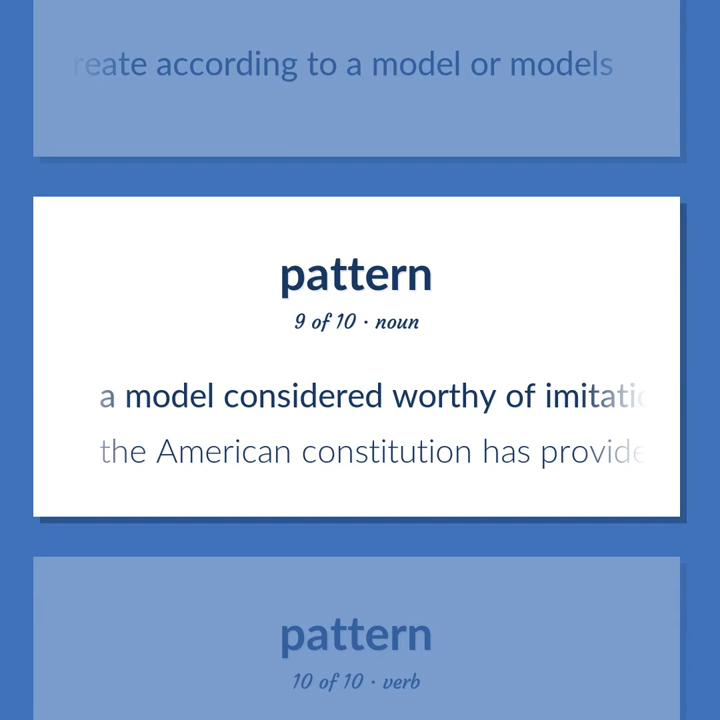 reate according to a model or models
pattern
9 of 10 · noun
a model considered worthy of imitatio
the American constitution has provide
pattern
10 of 10 · verb